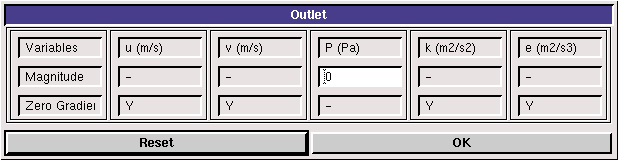 Outlet
Variables u (m/s) v (m/s) P (Pa) k (m2/s2) e (m2/s3)
Magnitude - - 0 - -
Zero Gradier Y Y - Y Y
Reset OK